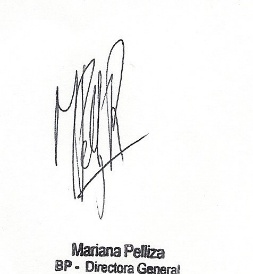 Mariana Pelliza
BP - Directora General